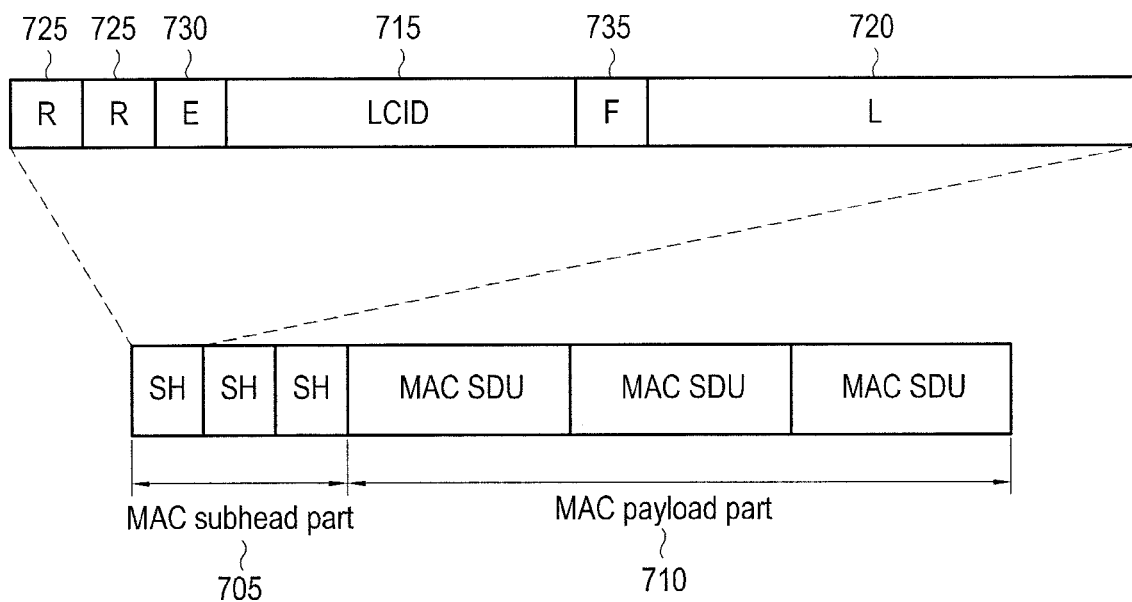 725 725 730 715 735 720
R R E LCID F L
SH SH SH MAC SDU MAC SDU MAC SDU
MAC subhead part MAC payload part
705 710